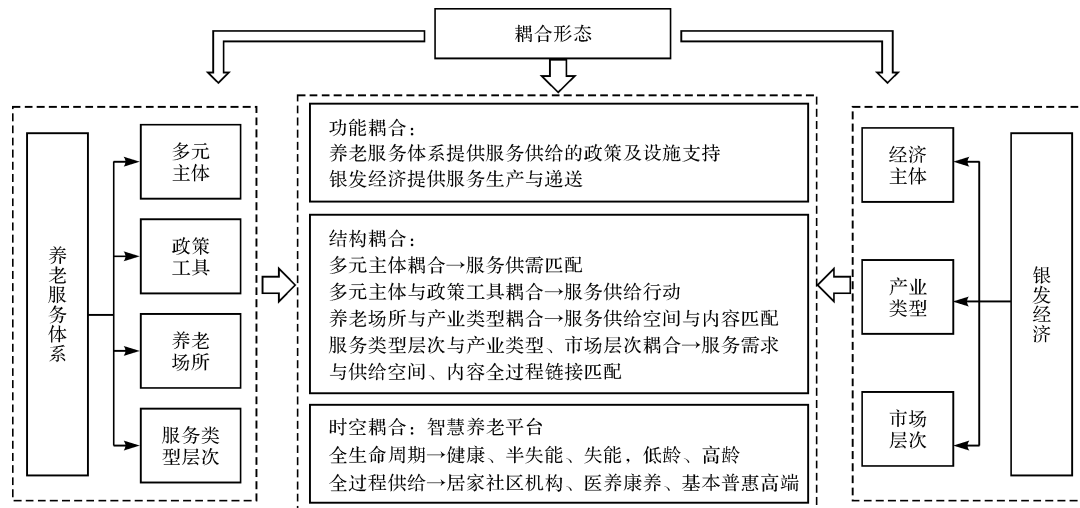 耦合形态
养老服务体系
多元
主体
政策
工具
养老
场所
服务类
型层次
功能耦合：
养老服务体系提供服务供给的政策及设施支持
银发经济提供服务生产与递送
结构耦合：
多元主体耦合→服务供需匹配
多元主体与政策工具耦合→服务供给行动
养老场所与产业类型耦合→服务供给空间与内容匹配
服务类型层次与产业类型、市场层次耦合→服务需求
与供给空间、内容全过程链接匹配
时空耦合：智慧养老平台
全生命周期→健康、半失能、失能，低龄、高龄
全过程供给→居家社区机构、医养康养、基本普惠高端
经济
主体
产业
类型
市场
层次
银发经济